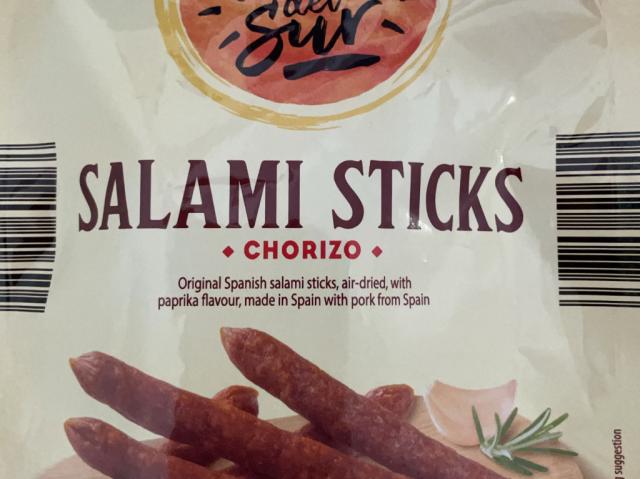 del
Sur
SALAMI STICKS
CHORIZO
Original Spanish salami sticks, air-dried, with
paprika flavour, made in Spain with pork from Spain
suggestion